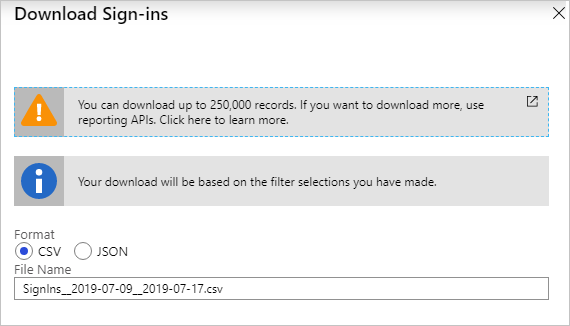 Download Sign-ins
You can download up to 250,000 records. If you want to download more, use
reporting APIs. Click here to learn more.
Your download will be based on the filter selections you have made.
Format
CSV JSON
File Name
SignIns__2019-07-09__2019-07-17.csv